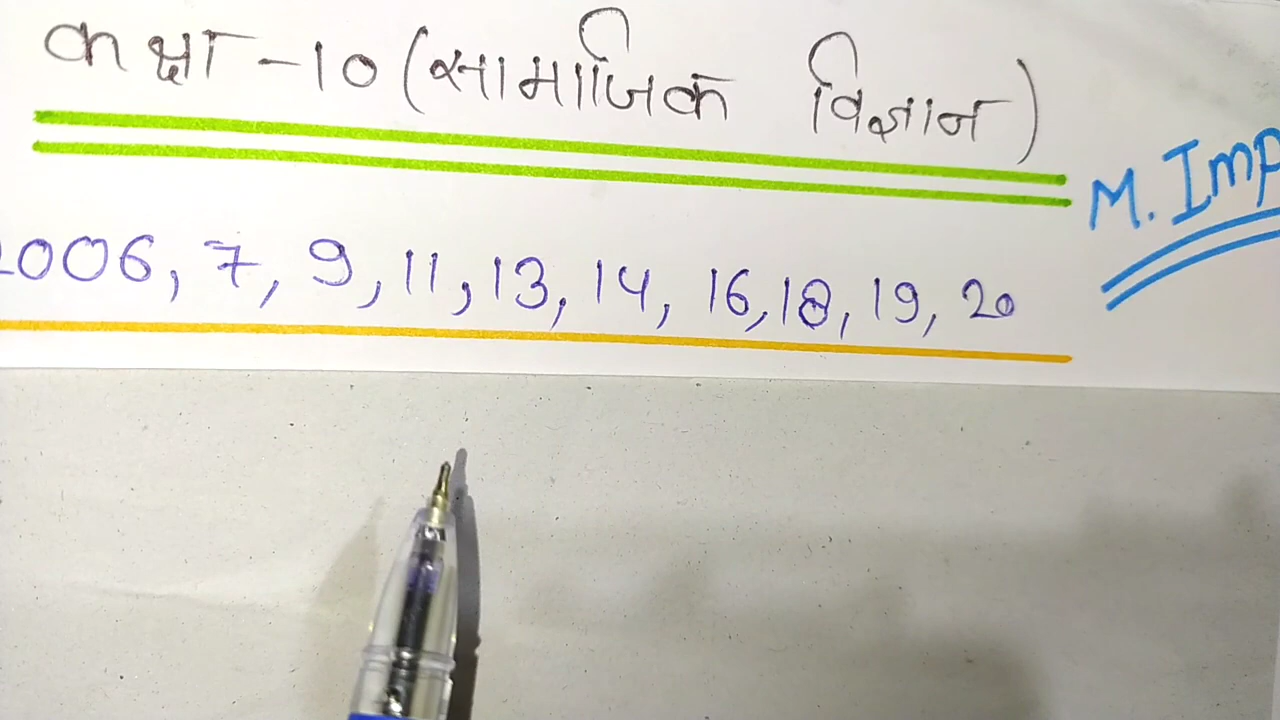 कक्षा - 10 (सामाजिक विज्ञान)
M. Imp
2006, 7, 9, 11, 13, 14, 16, 18, 19, 20